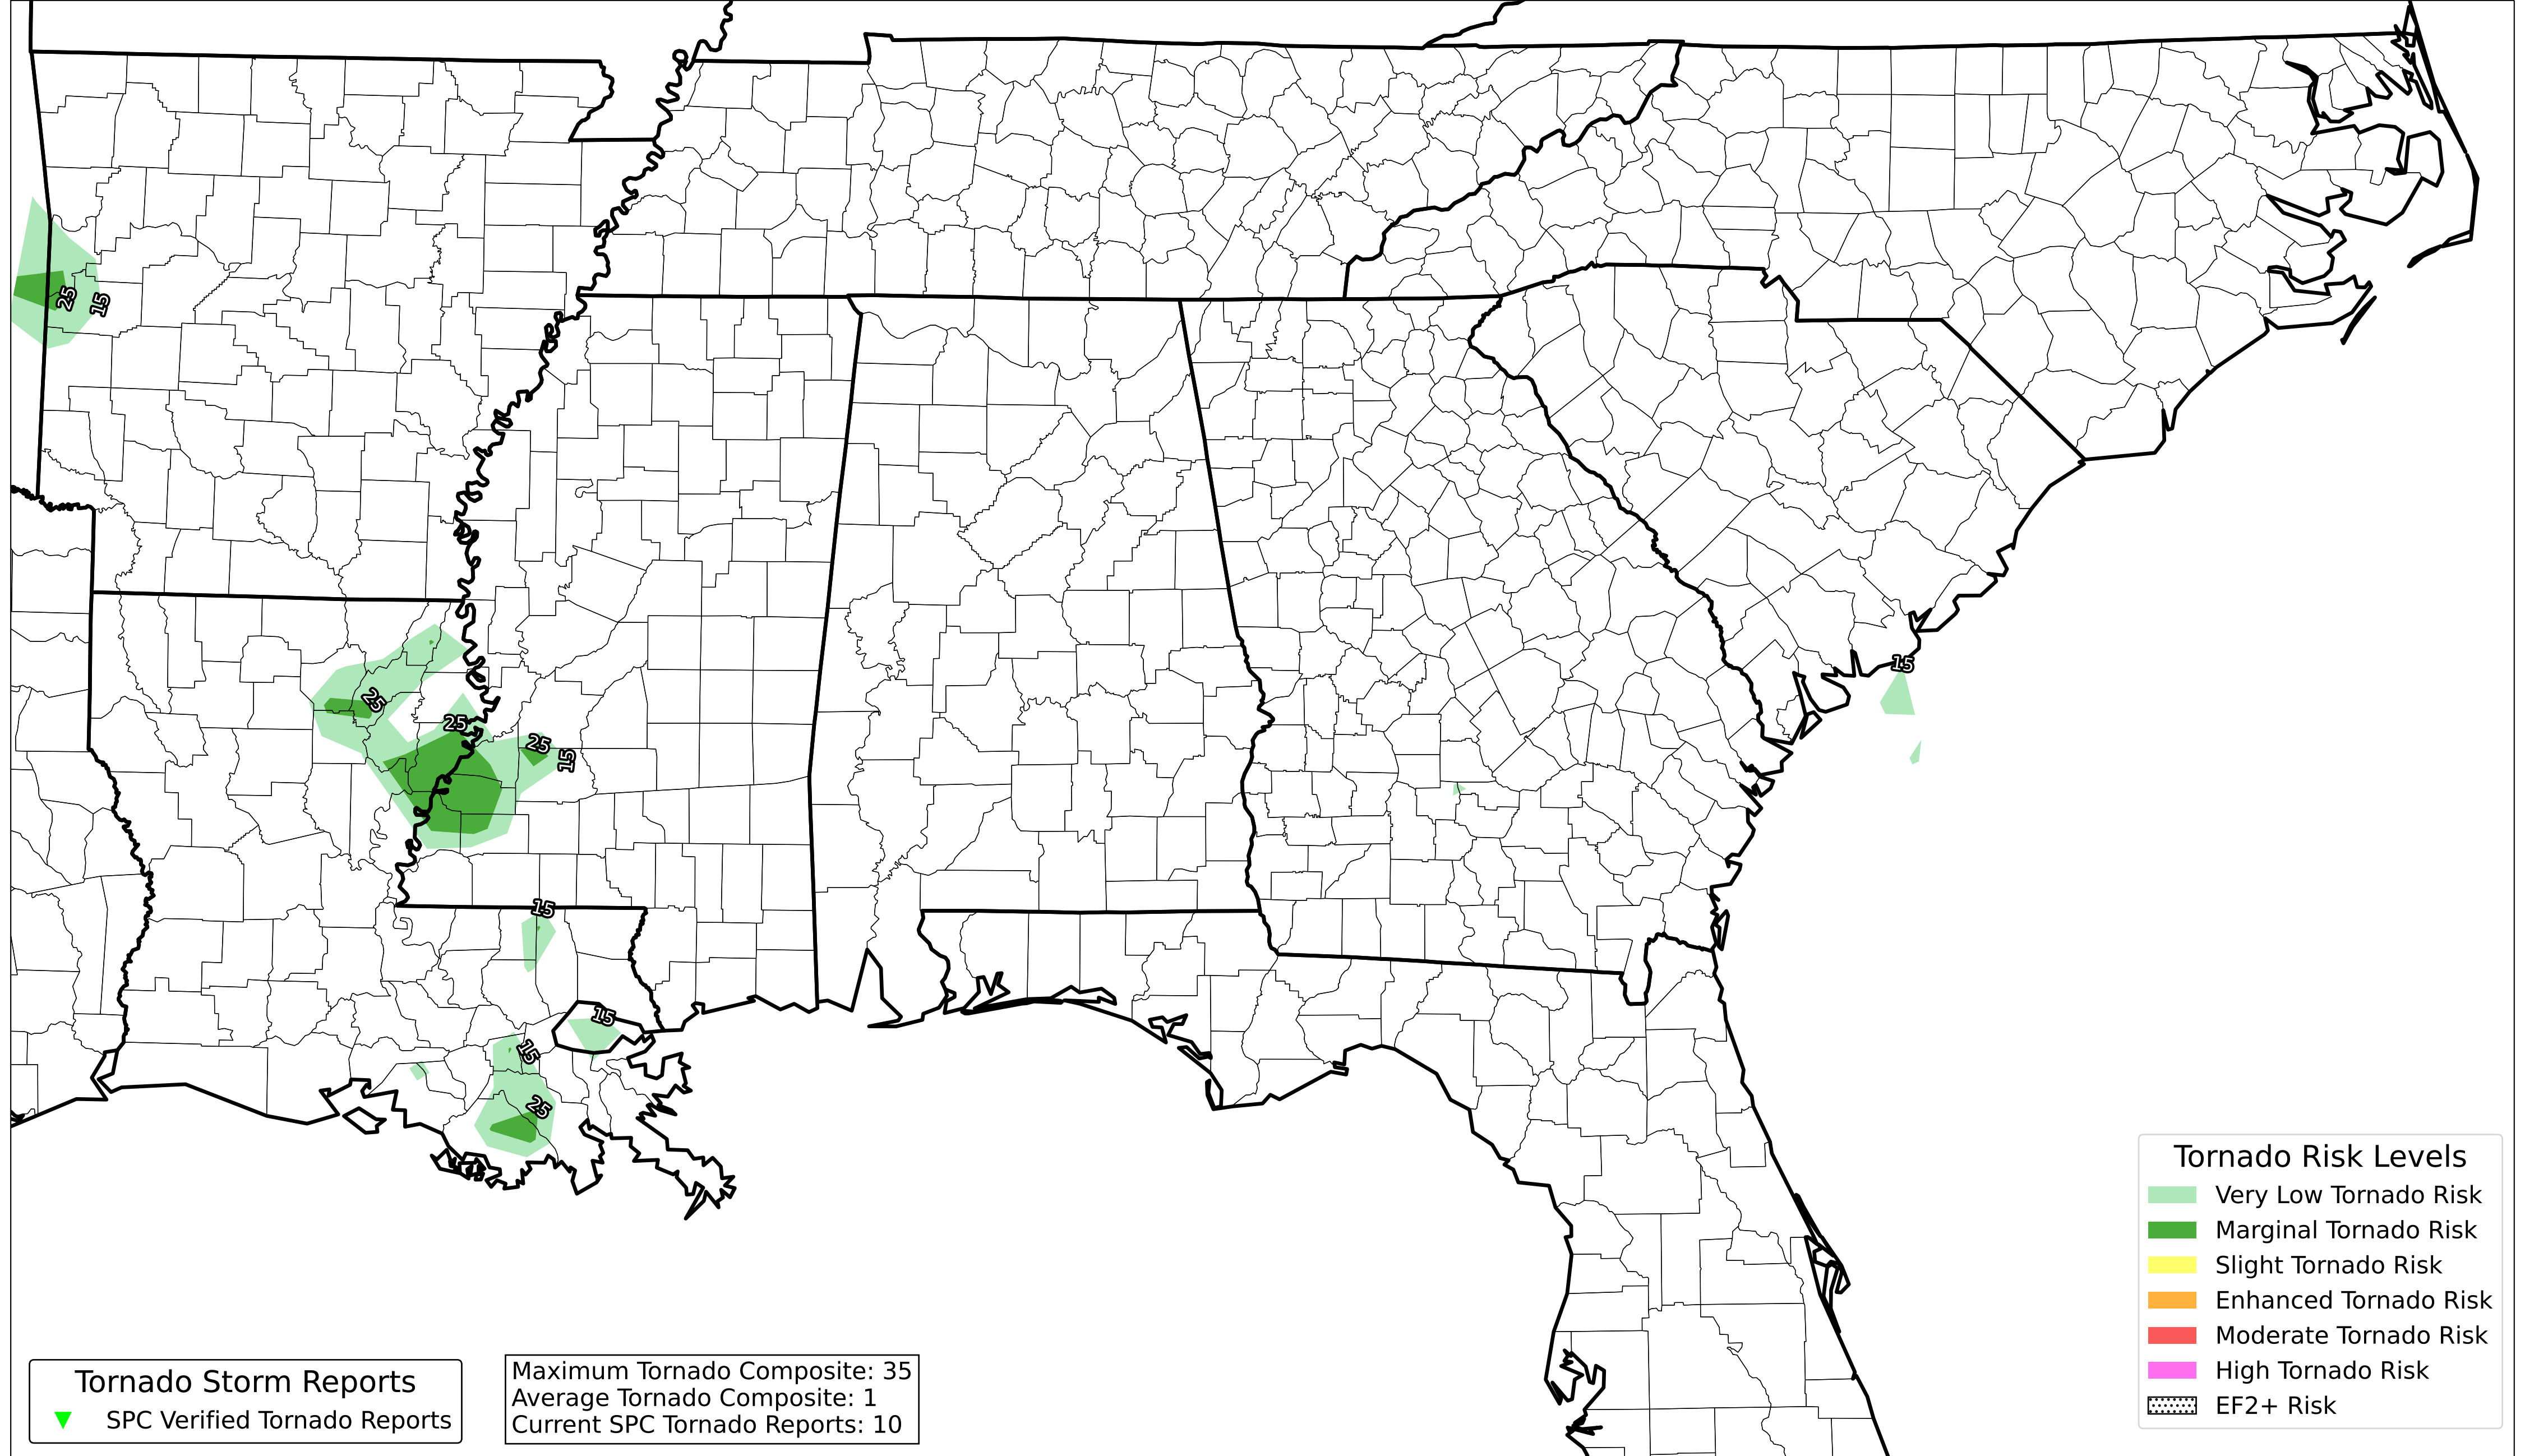 25
15
15
25
25
25
15
15
15
15
25
Tornado Risk Levels
Very Low Tornado Risk
Marginal Tornado Risk
Slight Tornado Risk
Enhanced Tornado Risk
Moderate Tornado Risk
High Tornado Risk
EF2+ Risk
Tornado Storm Reports
SPC Verified Tornado Reports
Maximum Tornado Composite: 35
Average Tornado Composite: 1
Current SPC Tornado Reports: 10